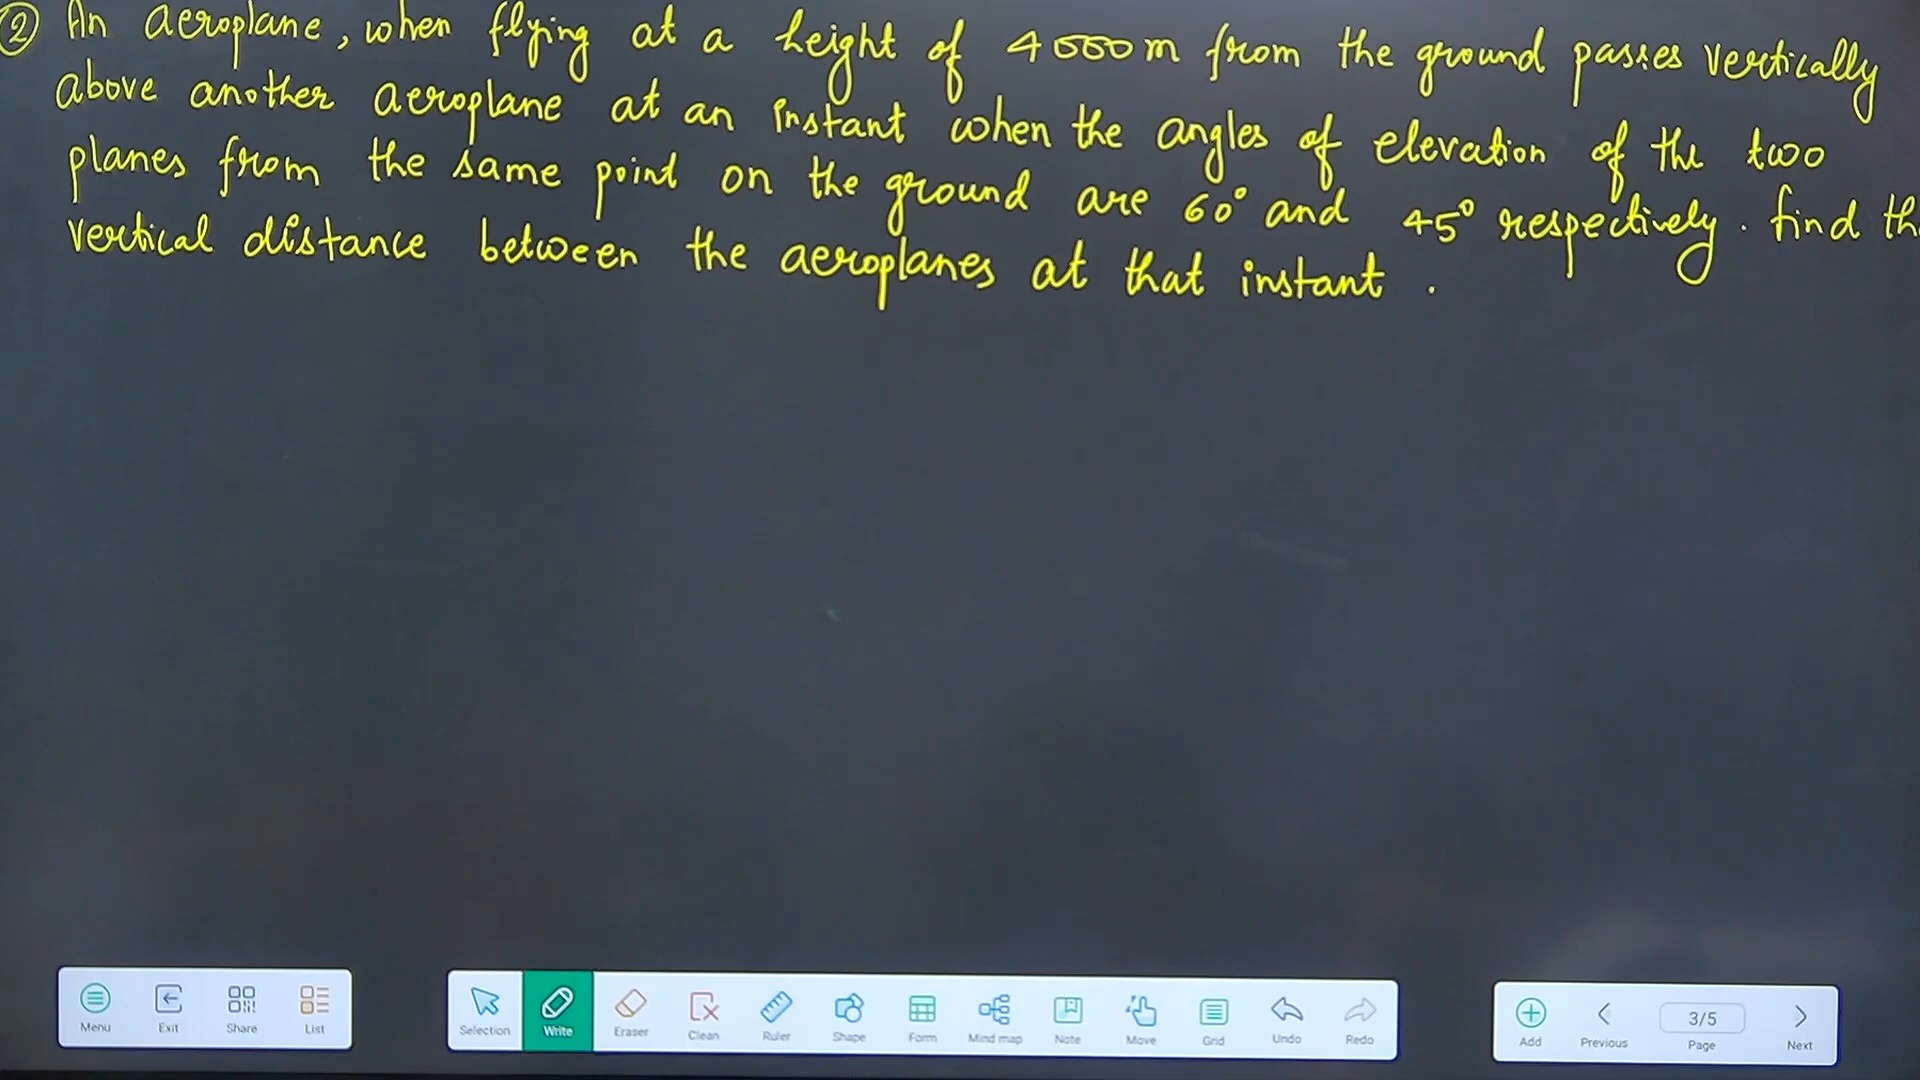 ② An aeroplane, when flying at a height of 4000m from the ground passes vertically
above another aeroplane at an instant when the angles of elevation of the two
planes from the same point on the ground are 60° and 45° respectively. find th
vertical distance between the aeroplanes at that instant.
Menu Exit Share List
Selection Write Eraser Clean Ruler Shape Form Mind map Note Move Grid Undo Redo
Add Previous 3/5 Page Next